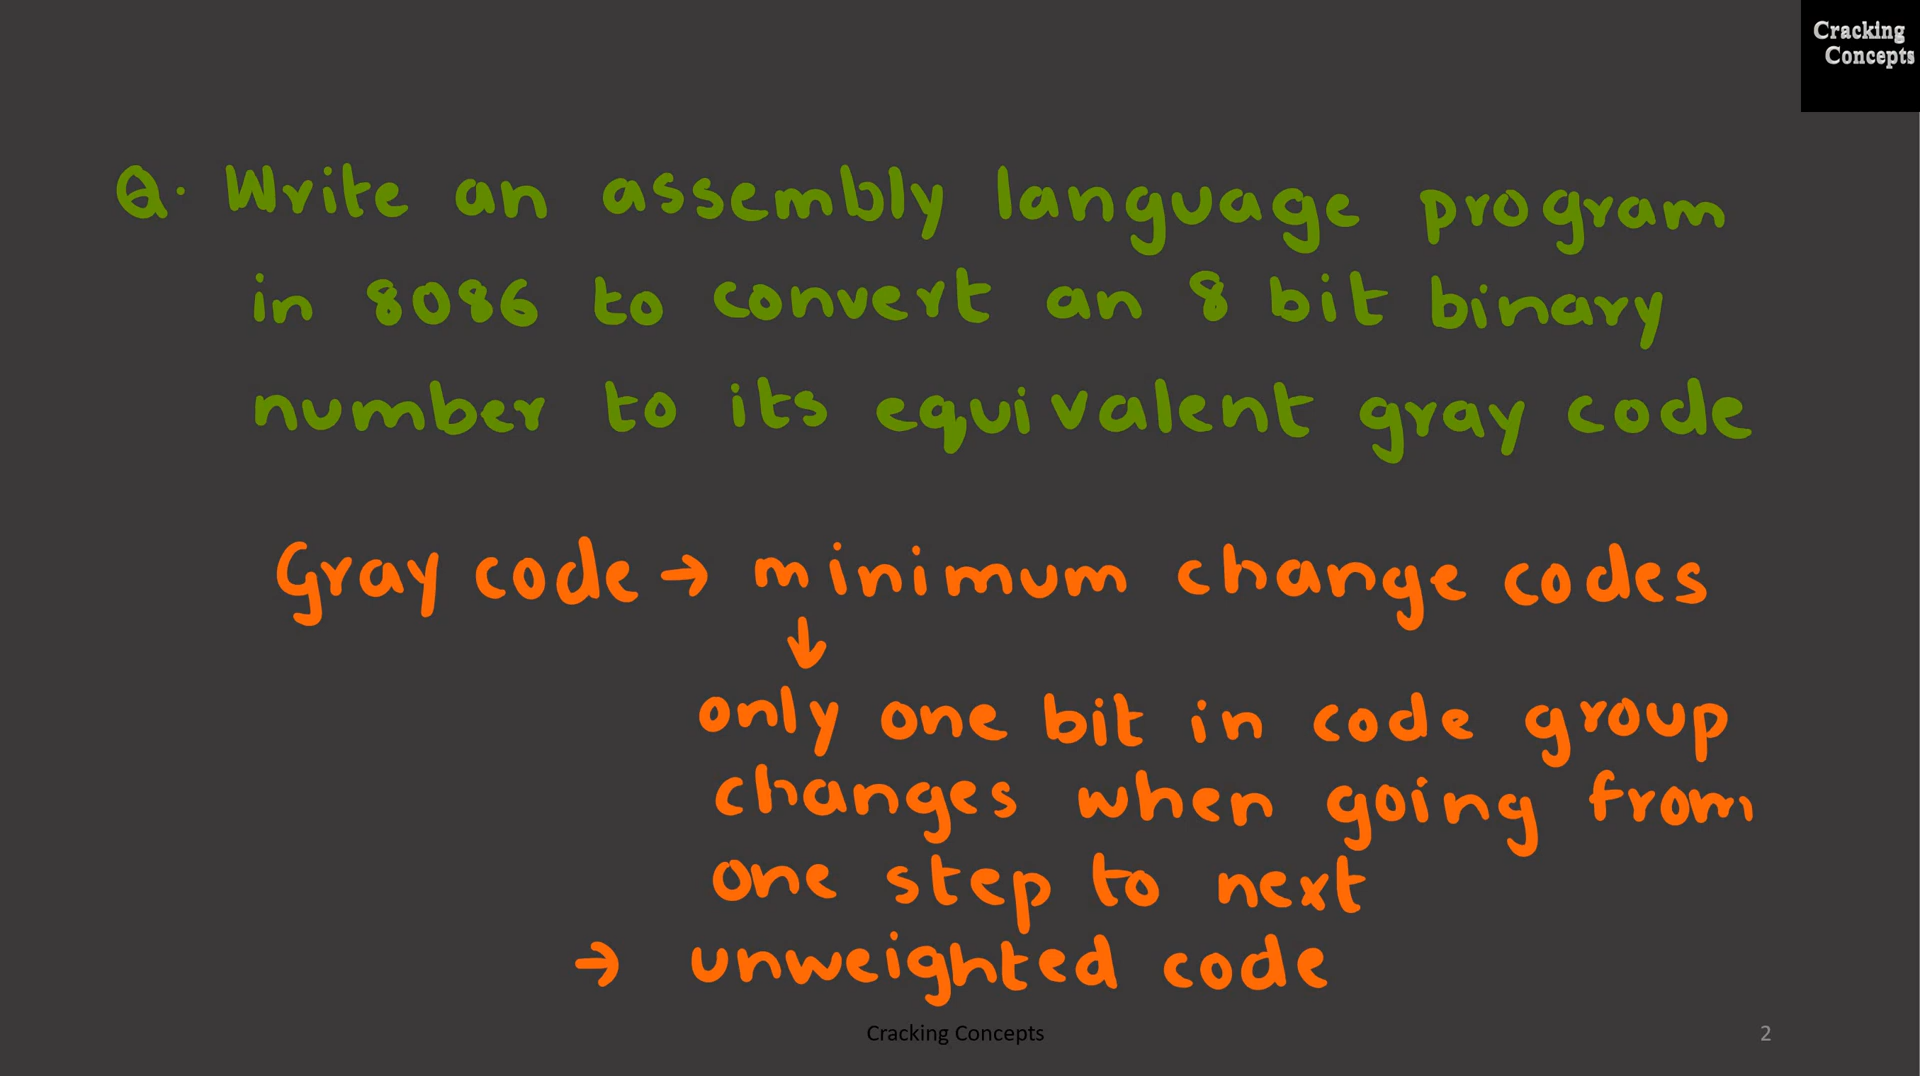 Cracking
Concepts
Q. Write an assembly language program
in 8086 to convert an 8 bit binary
number to its equivalent gray code
Gray code → minimum change codes
↓
only one bit in code group
changes when going from
one step to next
→ unweighted code
Cracking Concepts
2